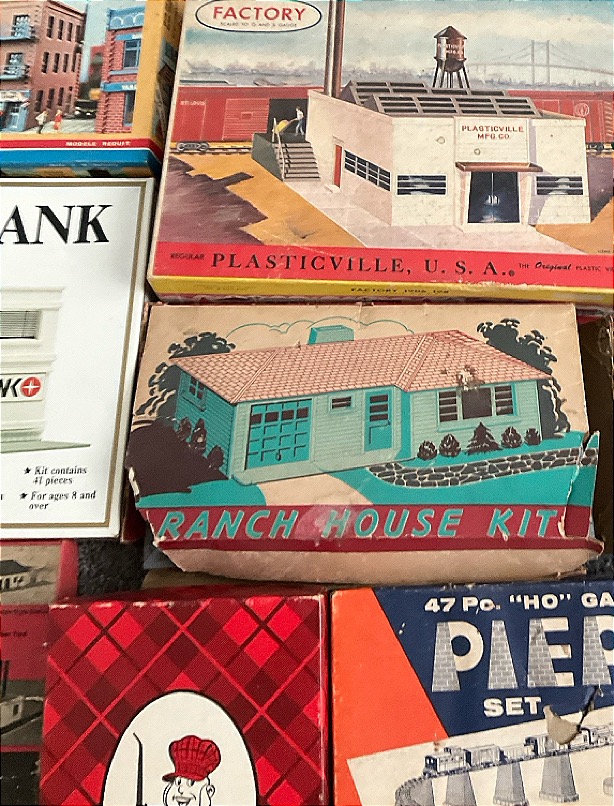 FACTORY
SCALED TO O AND S GAUGE
PLASTICVILLE
MFG. CO.
MODELE REDUIT
REGULAR PLASTICVILLE, U. S. A. THE Original PLASTIC
ANK
NK
★ Kit contains
41 pieces
★ For ages 8 and
over
RANCH HOUSE KIT
47 Pc. "HO" GA
PIER
SET